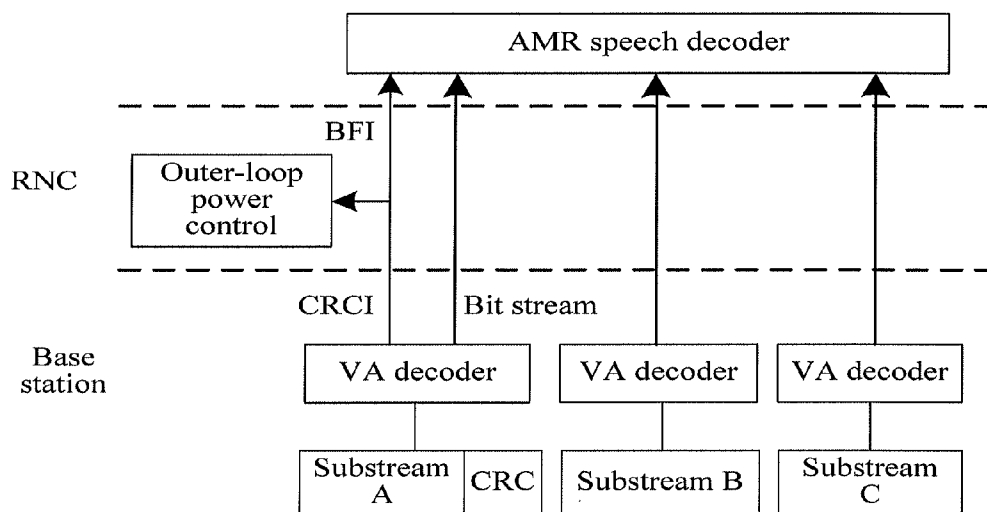 AMR speech decoder
BFI
RNC
Outer-loop
power
control
CRCI
Bit stream
Base
station
VA decoder
VA decoder
VA decoder
Substream
A
CRC
Substream B
Substream
C